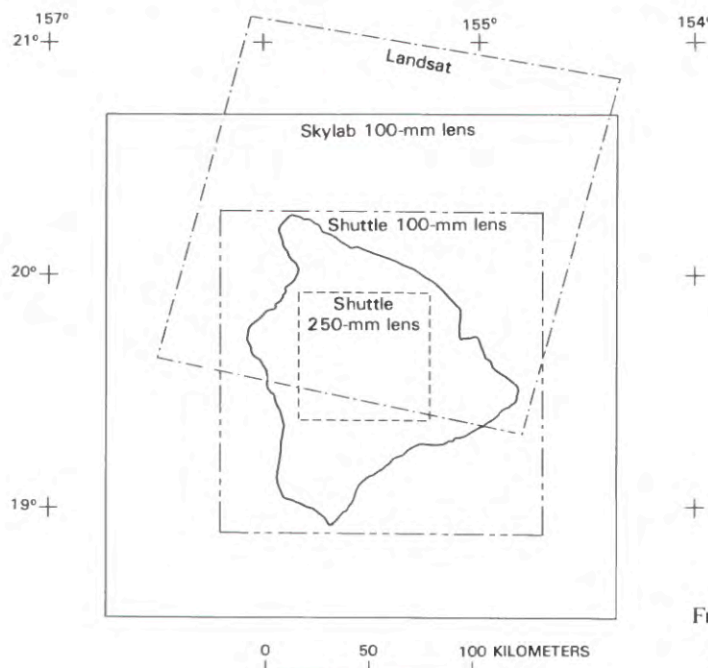 157° 155° 154°
21°
Landsat
Skylab 100-mm lens
Shuttle 100-mm lens
20°
Shuttle
250-mm lens
19°
0 50 100 KILOMETERS